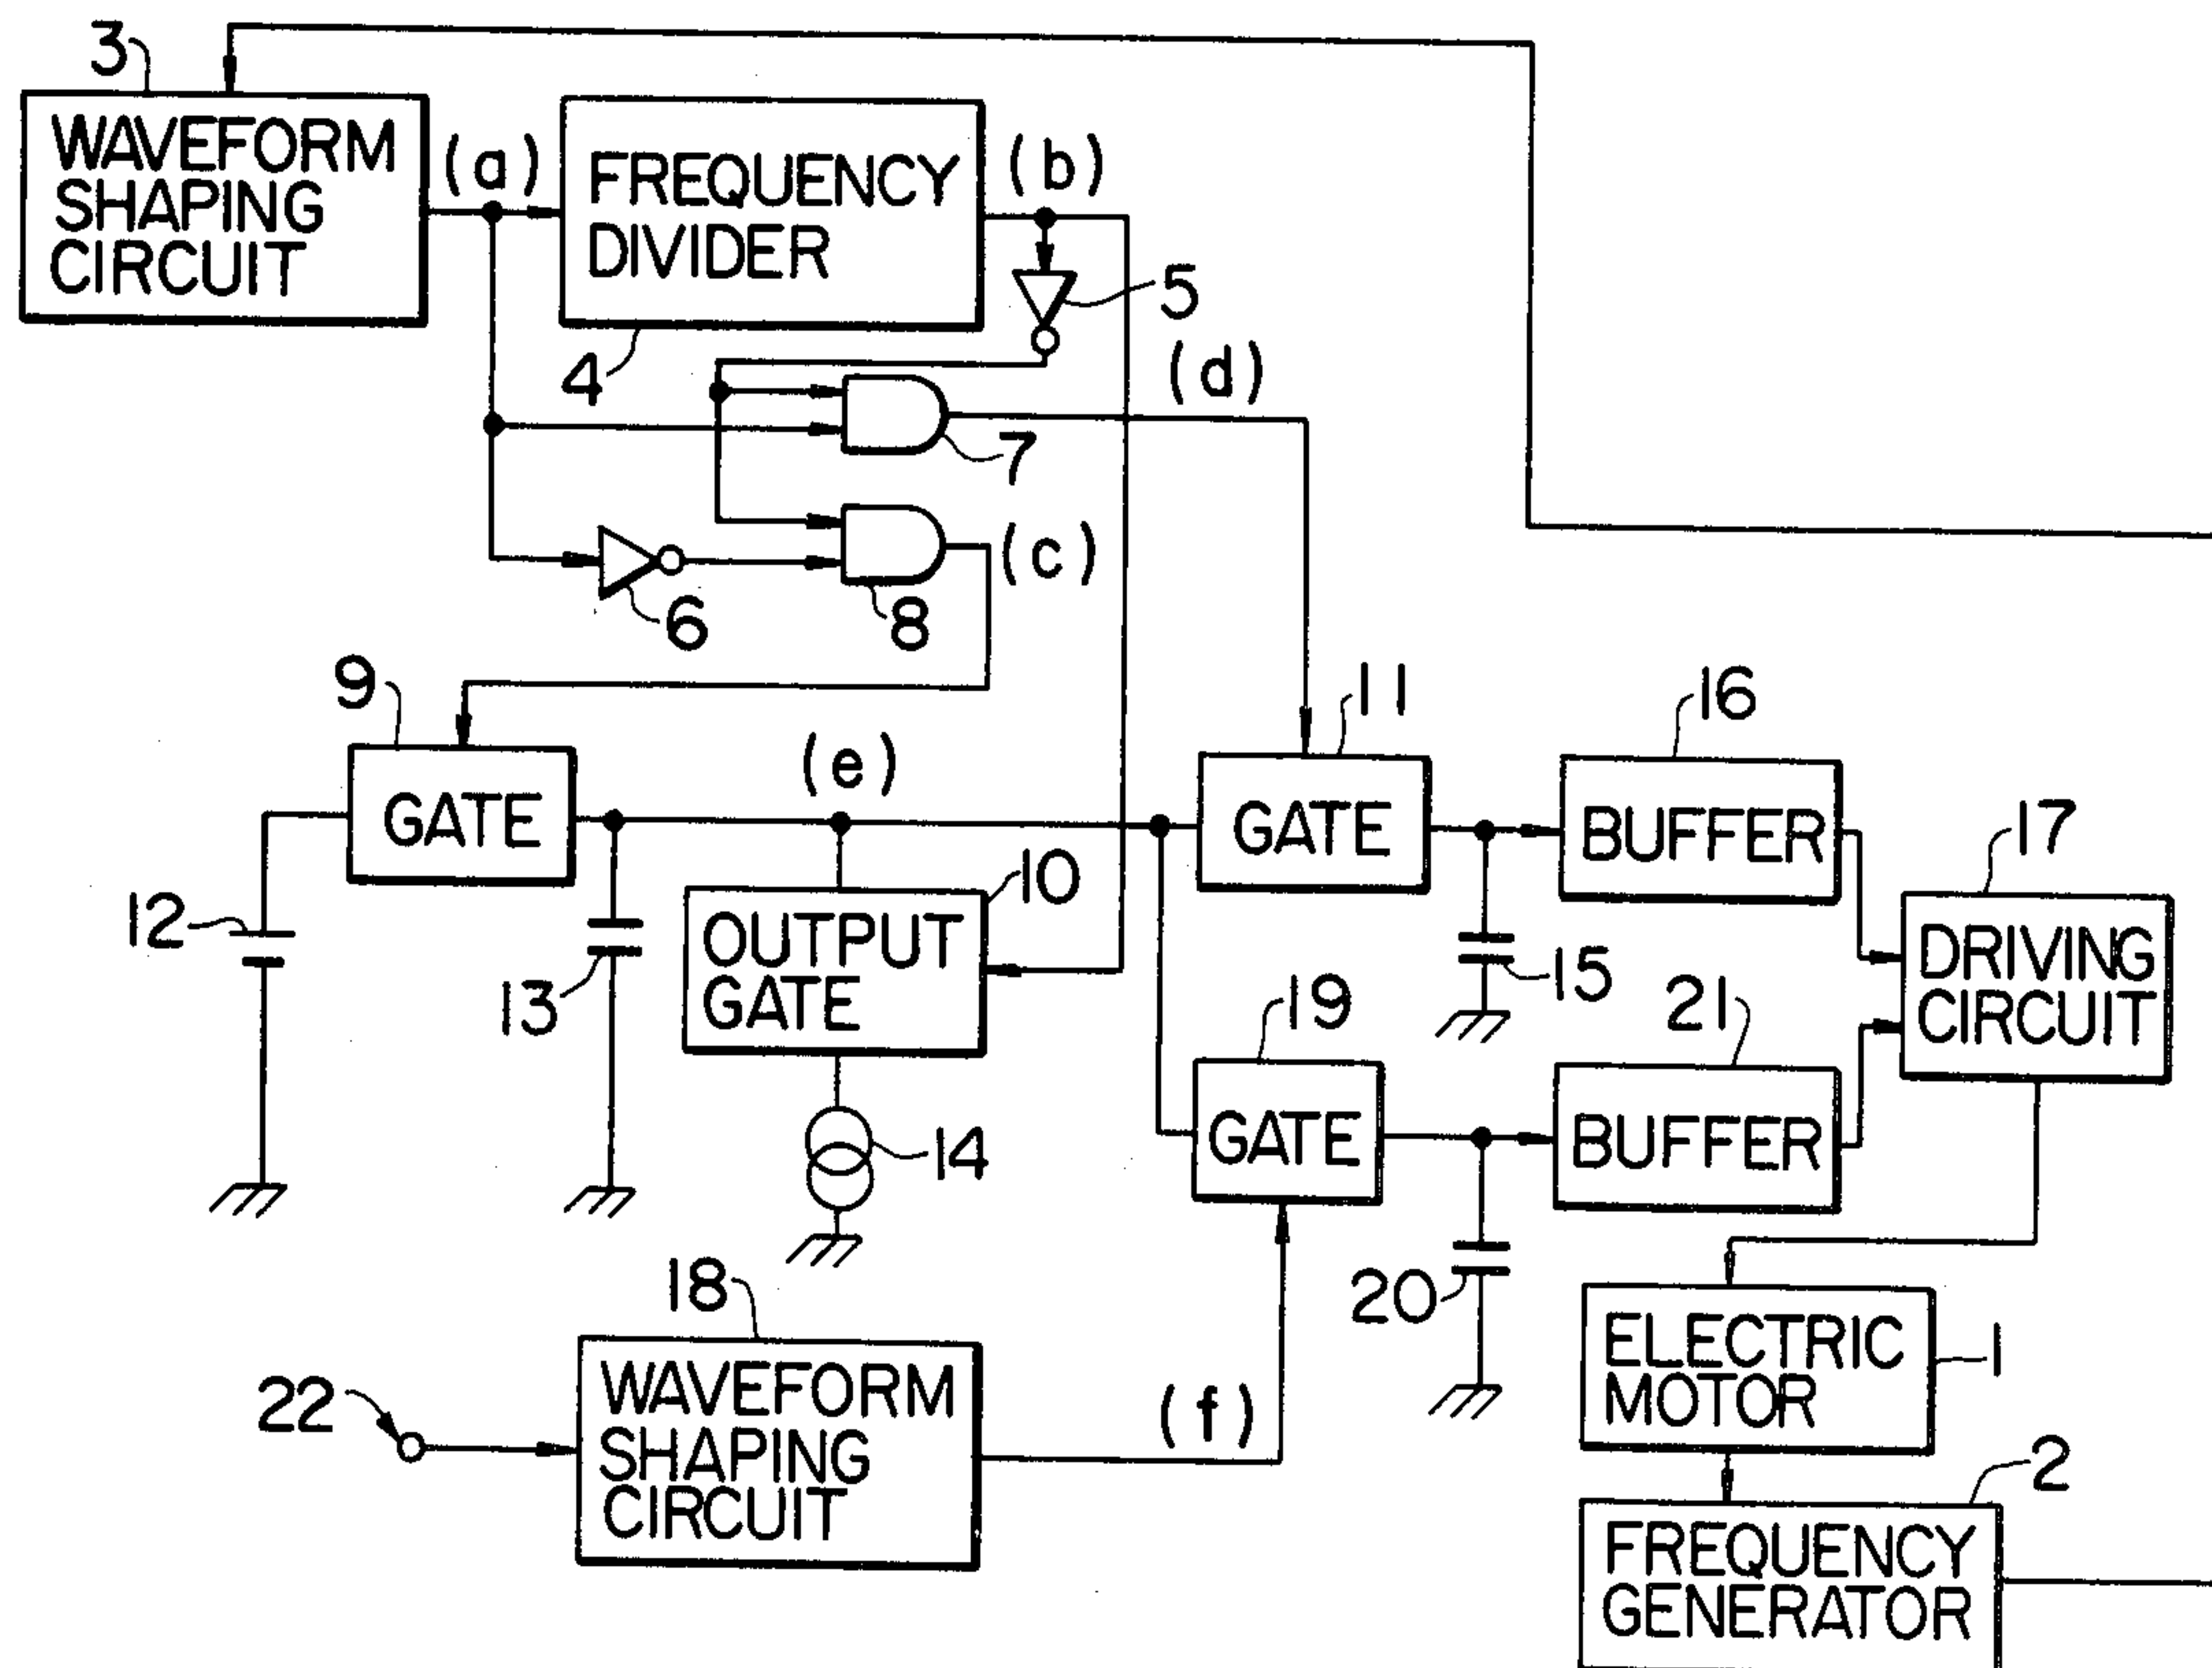 3
WAVEFORM
SHAPING
CIRCUIT
(a)
FREQUENCY
DIVIDER
(b)
5
4
(d)
7
(c)
6
8
9
GATE
(e)
11
GATE
16
BUFFER
17
DRIVING
CIRCUIT
12
13
10
OUTPUT
GATE
15
19
GATE
21
BUFFER
14
20
18
WAVEFORM
SHAPING
CIRCUIT
22
(f)
ELECTRIC
MOTOR
1
2
FREQUENCY
GENERATOR